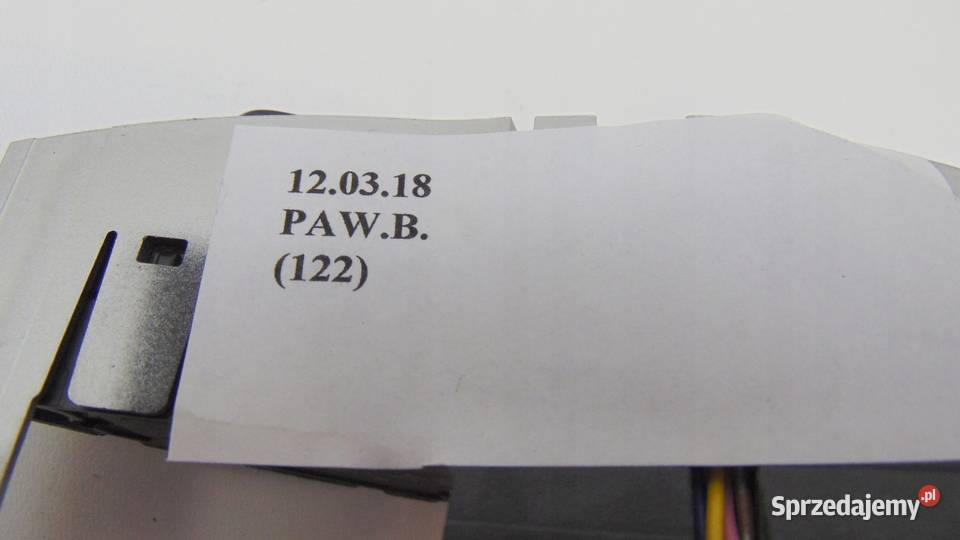 12.03.18
PAW.B.
(122)
Sprzedajemy.pl